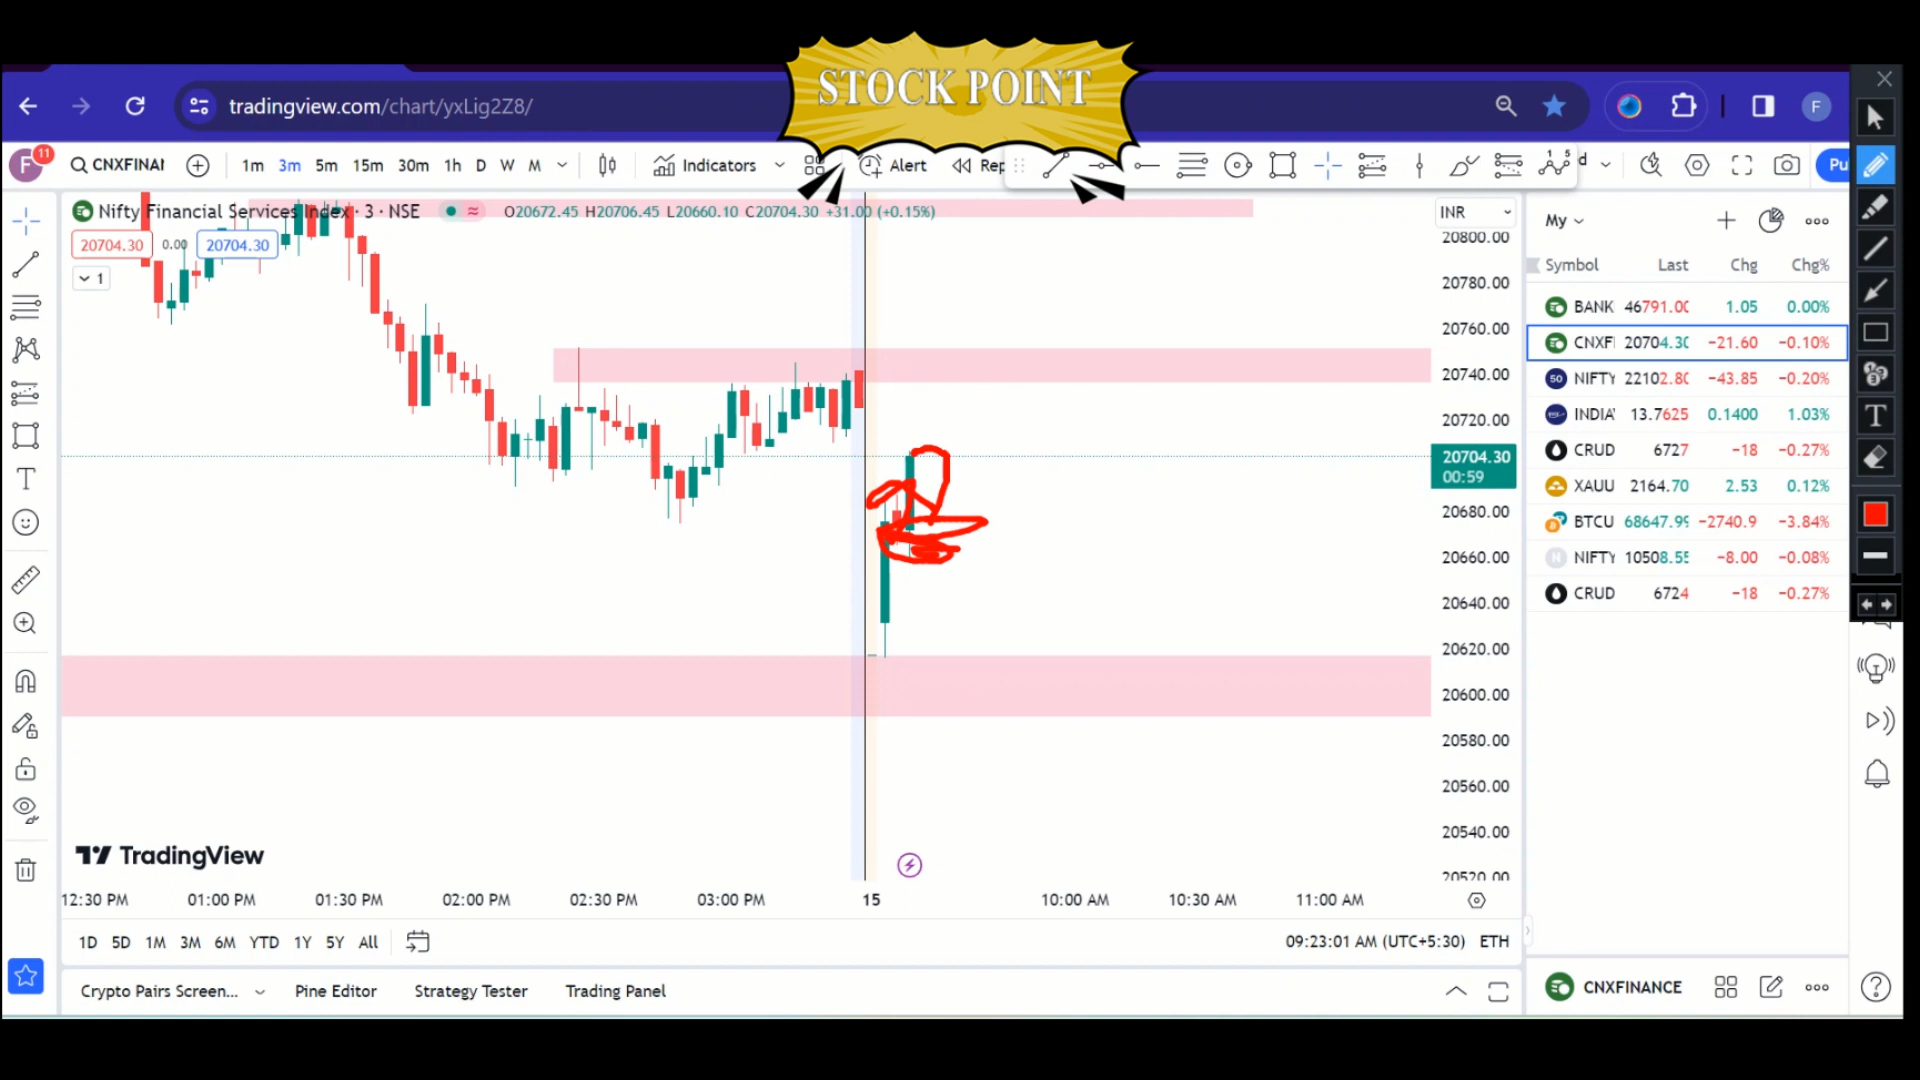 STOCK POINT
tradingview.com/chart/yxLig2Z8/
F
F 11 CNXFINAI 1m 3m 5m 15m 30m 1h D W M Indicators Alert Rep d Pu
Nifty Financial Services Index · 3 · NSE O20672.45 H20706.45 L20660.10 C20704.30 +31.00 (+0.15%)
20704.30 0.00 20704.30
1
INR
20800.00
20780.00
20760.00
20740.00
20720.00
20704.30
00:59
20680.00
20660.00
20640.00
20620.00
20600.00
20580.00
20560.00
20540.00
20520.00
My
Symbol Last Chg Chg%
BANK 46791.00 1.05 0.00%
CNXFI 20704.30 −21.60 −0.10%
50 NIFTY 22102.80 −43.85 −0.20%
INDIA 13.7625 0.1400 1.03%
CRUD 6727 −18 −0.27%
XAUU 2164.70 2.53 0.12%
BTCU 68647.99 −2740.9 −3.84%
N NIFTY 10508.55 −8.00 −0.08%
CRUD 6724 −18 −0.27%
TradingView
12:30 PM 01:00 PM 01:30 PM 02:00 PM 02:30 PM 03:00 PM 15 10:00 AM 10:30 AM 11:00 AM
1D 5D 1M 3M 6M YTD 1Y 5Y All 09:23:01 AM (UTC+5:30) ETH
Crypto Pairs Screen... Pine Editor Strategy Tester Trading Panel
CNXFINANCE